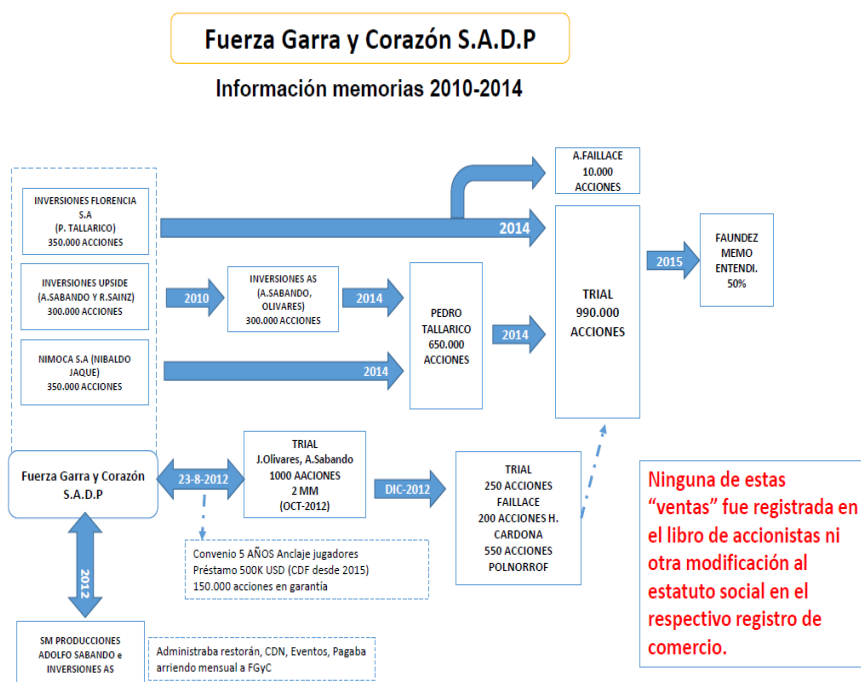 Fuerza Garra y Corazón S.A.D.P
Información memorias 2010-2014
A.FAILLACE
10.000
ACCIONES
INVERSIONES FLORENCIA
S.A
(P. TALLARICO)
350.000 ACCIONES
2014
TRIAL
990.000
ACCIONES
2015
FAUNDEZ
MEMO
ENTENDI.
50%
INVERSIONES UPSIDE
(A.SABANDO Y R.SAINZ)
300.000 ACCIONES
2010
INVERSIONES AS
(A.SABANDO,
OLIVARES)
300.000 ACCIONES
2014
PEDRO
TALLARICO
650.000
ACCIONES
2014
NIMOCA S.A (NIBALDO
JAQUE)
350.000 ACCIONES
2014
Fuerza Garra y Corazón
S.A.D.P
23-8-2012
TRIAL
J.Olivares, A.Sabando
1000 AACIONES
2 MM
(OCT-2012)
DIC-2012
TRIAL
250 ACCIONES
FAILLACE
200 ACCIONES H.
CARDONA
550 ACCIONES
POLNORROF
Ninguna de estas
“ventas” fue registrada en
el libro de accionistas ni
otra modificación al
estatuto social en el
respectivo registro de
comercio.
Convenio 5 AÑOS Anclaje jugadores
Préstamo 500K USD (CDF desde 2015)
150.000 acciones en garantía
2012
SM PRODUCCIONES
ADOLFO SABANDO e
INVERSIONES AS
Administraba restorán, CDN, Eventos, Pagaba
arriendo mensual a FGyC